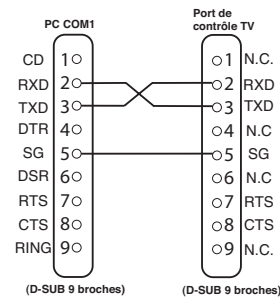 PC COM1
Port de
contrôle TV
CD 1 1 N.C.
RXD 2 2 RXD
TXD 3 3 TXD
DTR 4 4 N.C
SG 5 5 SG
DSR 6 6 N.C
RTS 7 7 RTS
CTS 8 8 CTS
RING 9 9 N.C.
(D-SUB 9 broches) (D-SUB 9 broches)